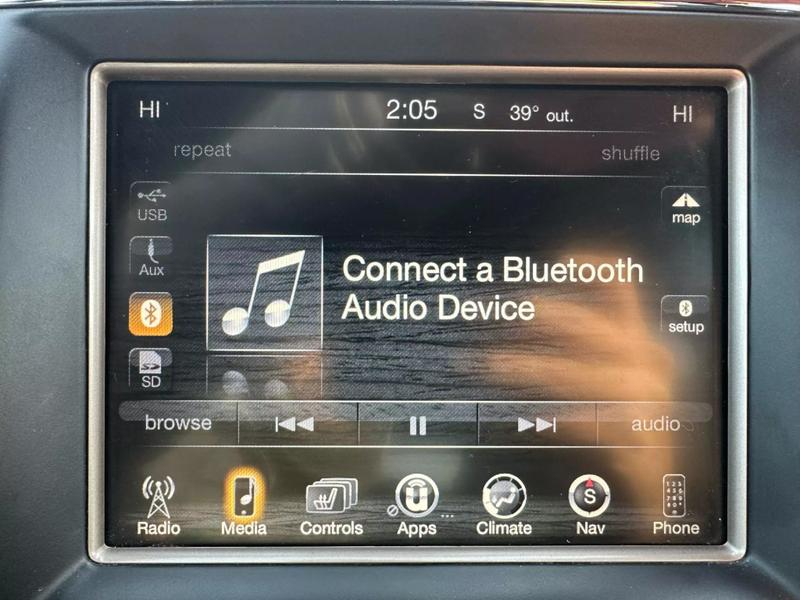 HI 2:05 S 39° out. HI
repeat shuffle
USB
map
Aux
Connect a Bluetooth
Audio Device
setup
SD
browse audio
S
Radio Media Controls Apps Climate Nav Phone